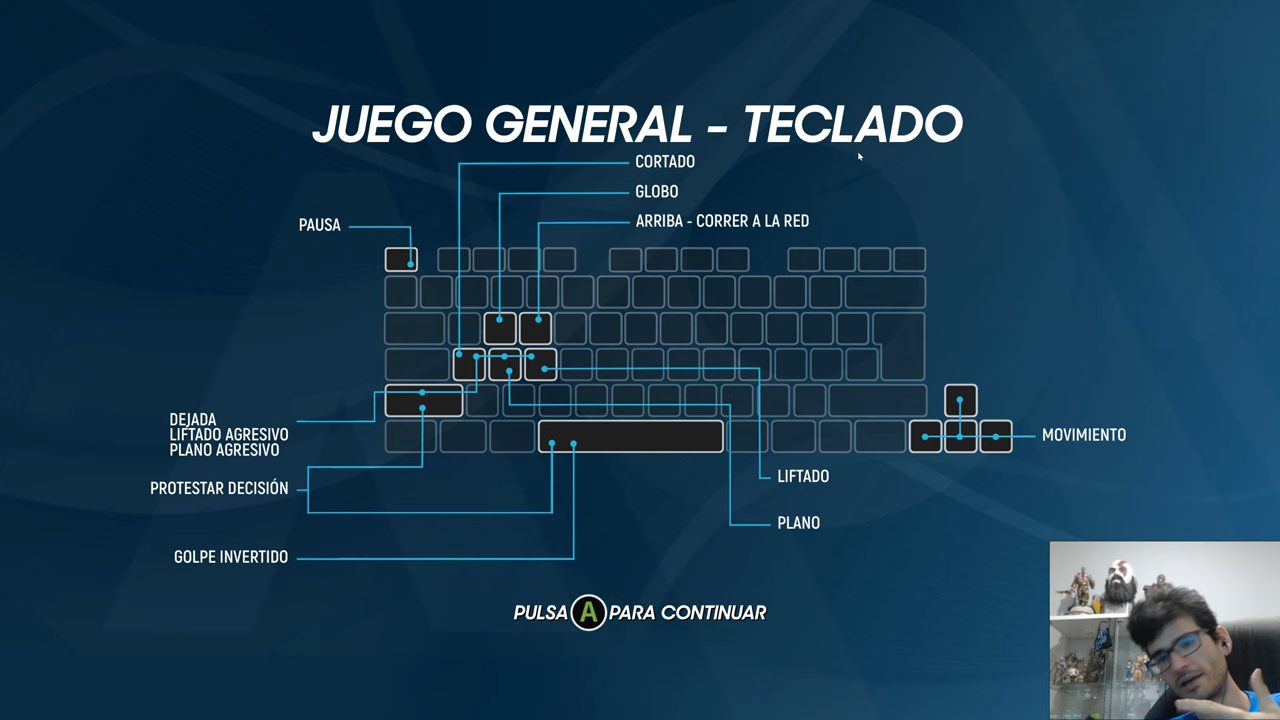 JUEGO GENERAL - TECLADO
CORTADO
GLOBO
ARRIBA - CORRER A LA RED
PAUSA
DEJADA
LIFTADO AGRESIVO
PLANO AGRESIVO
MOVIMIENTO
PROTESTAR DECISIÓN
LIFTADO
PLANO
GOLPE INVERTIDO
PULSA A PARA CONTINUAR